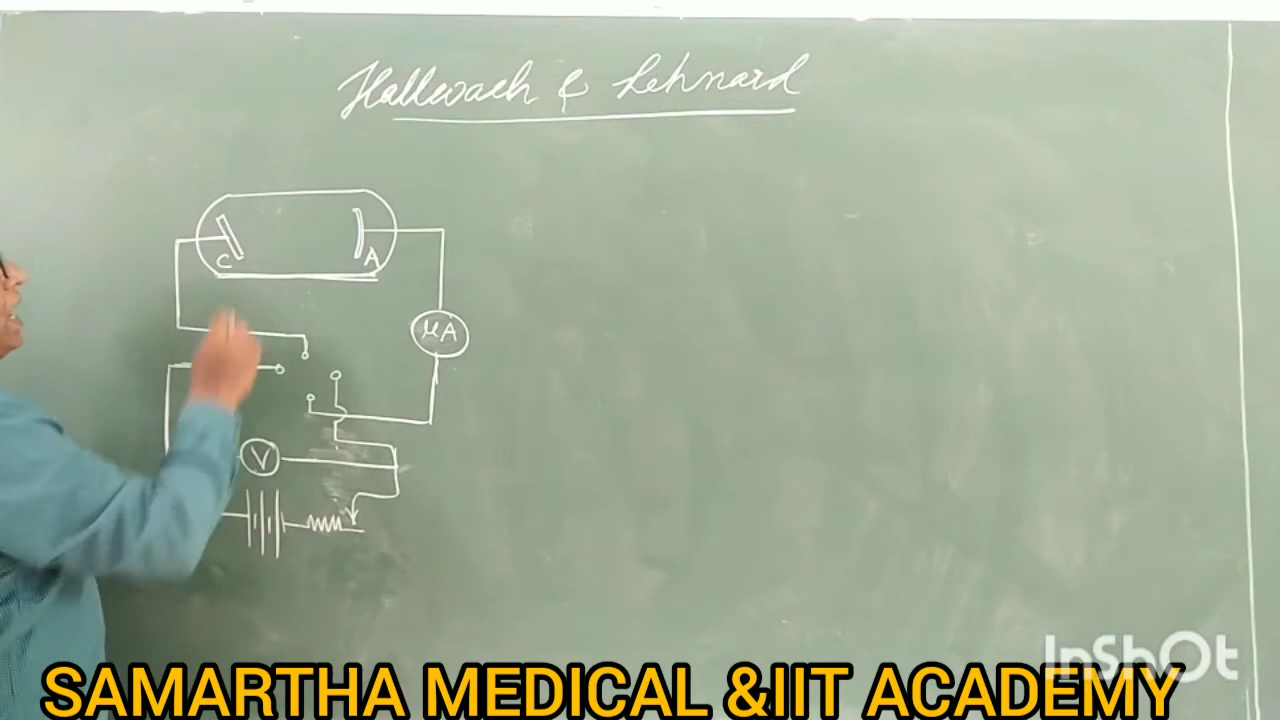 Hallwach & Lehnard
C A
μA
V
InShOt
SAMARTHA MEDICAL &IIT ACADEMY